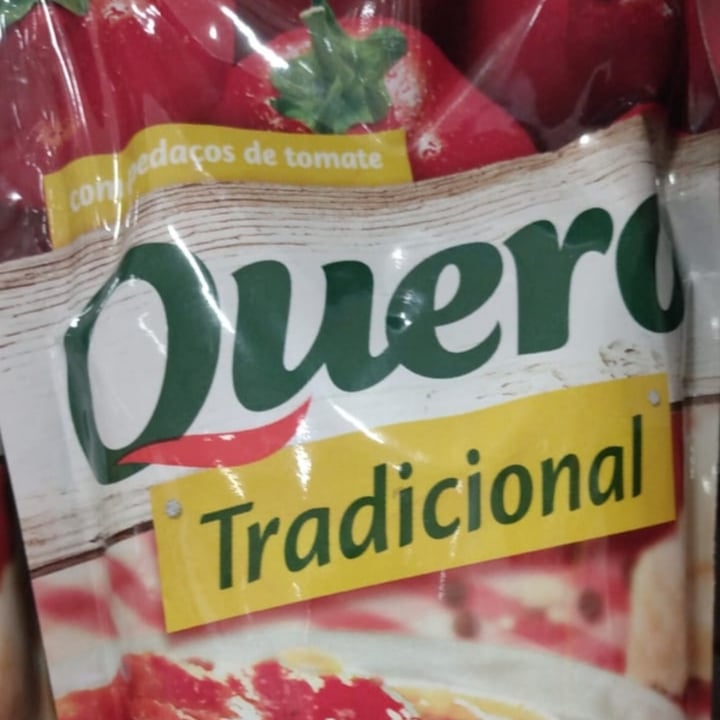 com pedaços de tomate
Quero
Tradicional